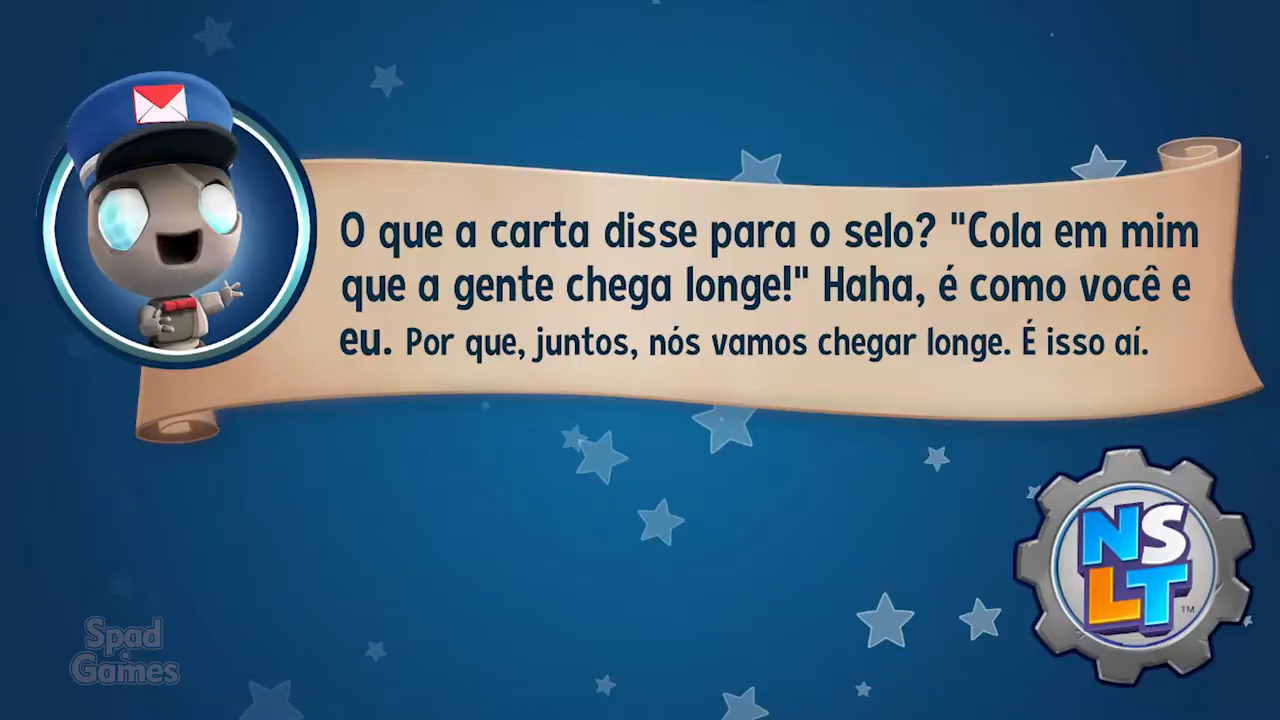 O que a carta disse para o selo? "Cola em mim
que a gente chega longe!" Haha, é como você e
eu. Por que, juntos, nós vamos chegar longe. É isso aí.
NS
LT™
Spad
Games